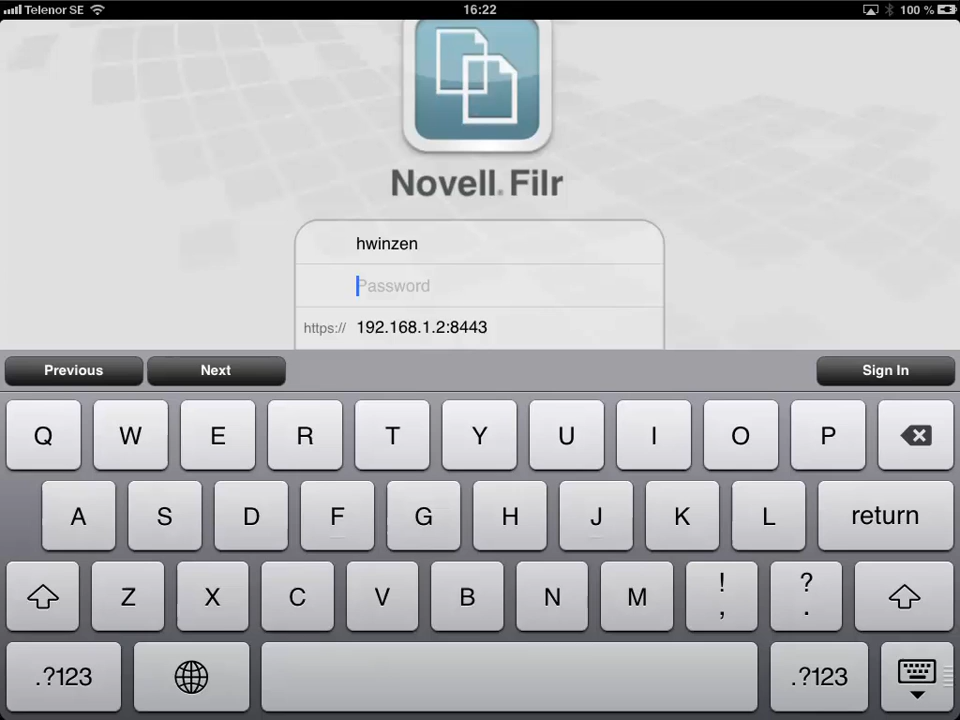 Telenor SE 16:22 100 %
Novell Filr
hwinzen
Password
https:// 192.168.1.2:8443
Previous Next Sign In
Q W E R T Y U I O P
A S D F G H J K L return
Z X C V B N M ! , ? .
.?123 .?123